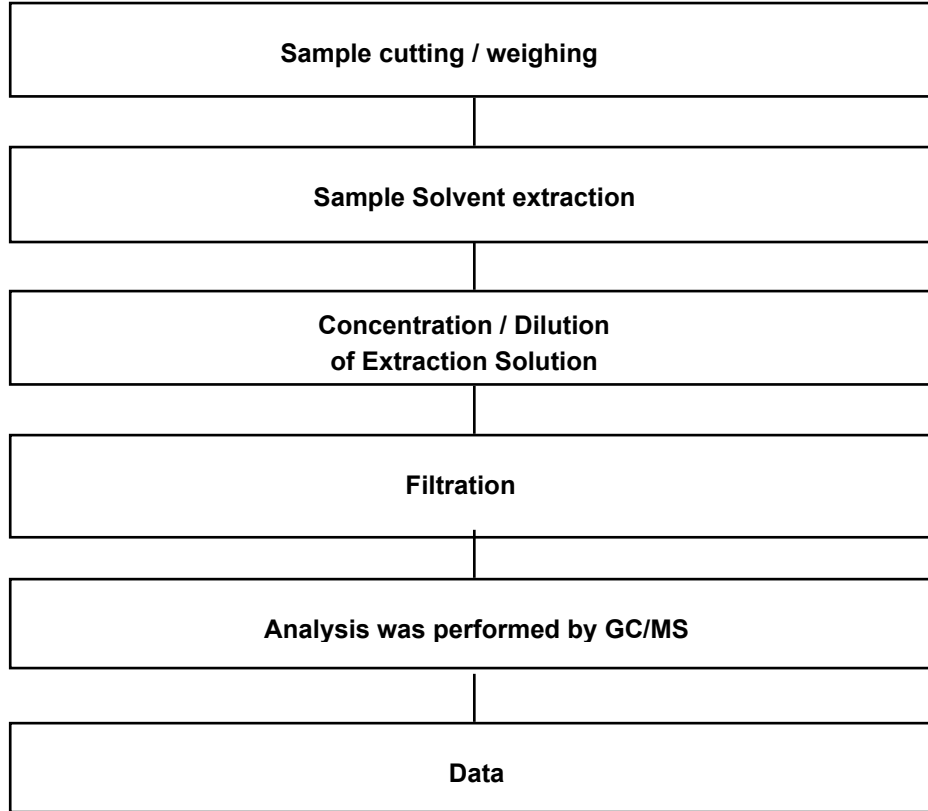 Sample cutting / weighing
Sample Solvent extraction
Concentration / Dilution
of Extraction Solution
Filtration
Analysis was performed by GC/MS
Data